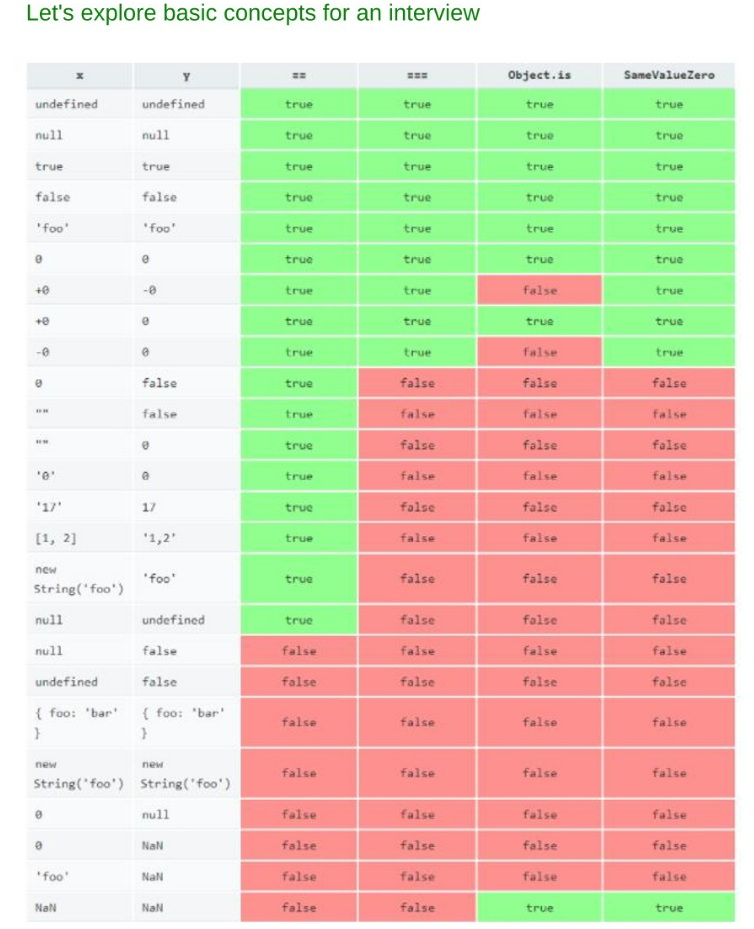 Let's explore basic concepts for an interview
x y == === Object.is SameValueZero
undefined undefined true true true true
null null true true true true
true true true true true true
false false true true true true
'foo' 'foo' true true true true
0 0 true true true true
+0 -0 true true false true
+0 0 true true true true
-0 0 true true false true
0 false true false false false
"" false true false false false
"" 0 true false false false
'0' 0 true false false false
'17' 17 true false false false
[1, 2] '1,2' true false false false
new
String('foo') 'foo' true false false false
null undefined true false false false
null false false false false false
undefined false false false false false
{ foo: 'bar' { foo: 'bar'
} } false false false false
new new
String('foo') String('foo') false false false false
0 null false false false false
0 NaN false false false false
'foo' NaN false false false false
NaN NaN false false true true